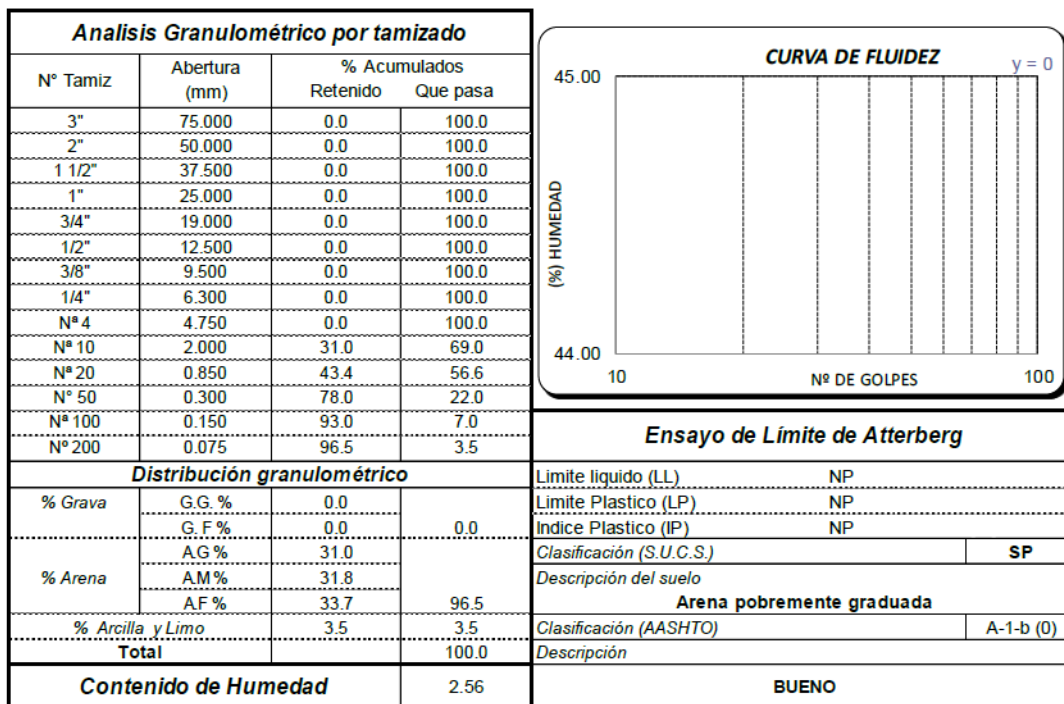 Analisis Granulométrico por tamizado
N° Tamiz Abertura (mm) % Acumulados
Retenido Que pasa
3" 75.000 0.0 100.0
2" 50.000 0.0 100.0
1 1/2" 37.500 0.0 100.0
1" 25.000 0.0 100.0
3/4" 19.000 0.0 100.0
1/2" 12.500 0.0 100.0
3/8" 9.500 0.0 100.0
1/4" 6.300 0.0 100.0
Nª 4 4.750 0.0 100.0
Nª 10 2.000 31.0 69.0
Nª 20 0.850 43.4 56.6
N° 50 0.300 78.0 22.0
Nª 100 0.150 93.0 7.0
Nº 200 0.075 96.5 3.5
Distribución granulométrico
% Grava G.G. % 0.0
G. F % 0.0 0.0
A.G % 31.0
% Arena A.M % 31.8
A.F % 33.7 96.5
% Arcilla y Limo 3.5 3.5
Total 100.0
Contenido de Humedad 2.56
CURVA DE FLUIDEZ
y = 0
45.00
(%) HUMEDAD
44.00
10 Nº DE GOLPES 100
Ensayo de Límite de Atterberg
Limite liquido (LL) NP
Limite Plastico (LP) NP
Indice Plastico (IP) NP
Clasificación (S.U.C.S.) SP
Descripción del suelo
Arena pobremente graduada
Clasificación (AASHTO) A-1-b (0)
Descripción
BUENO